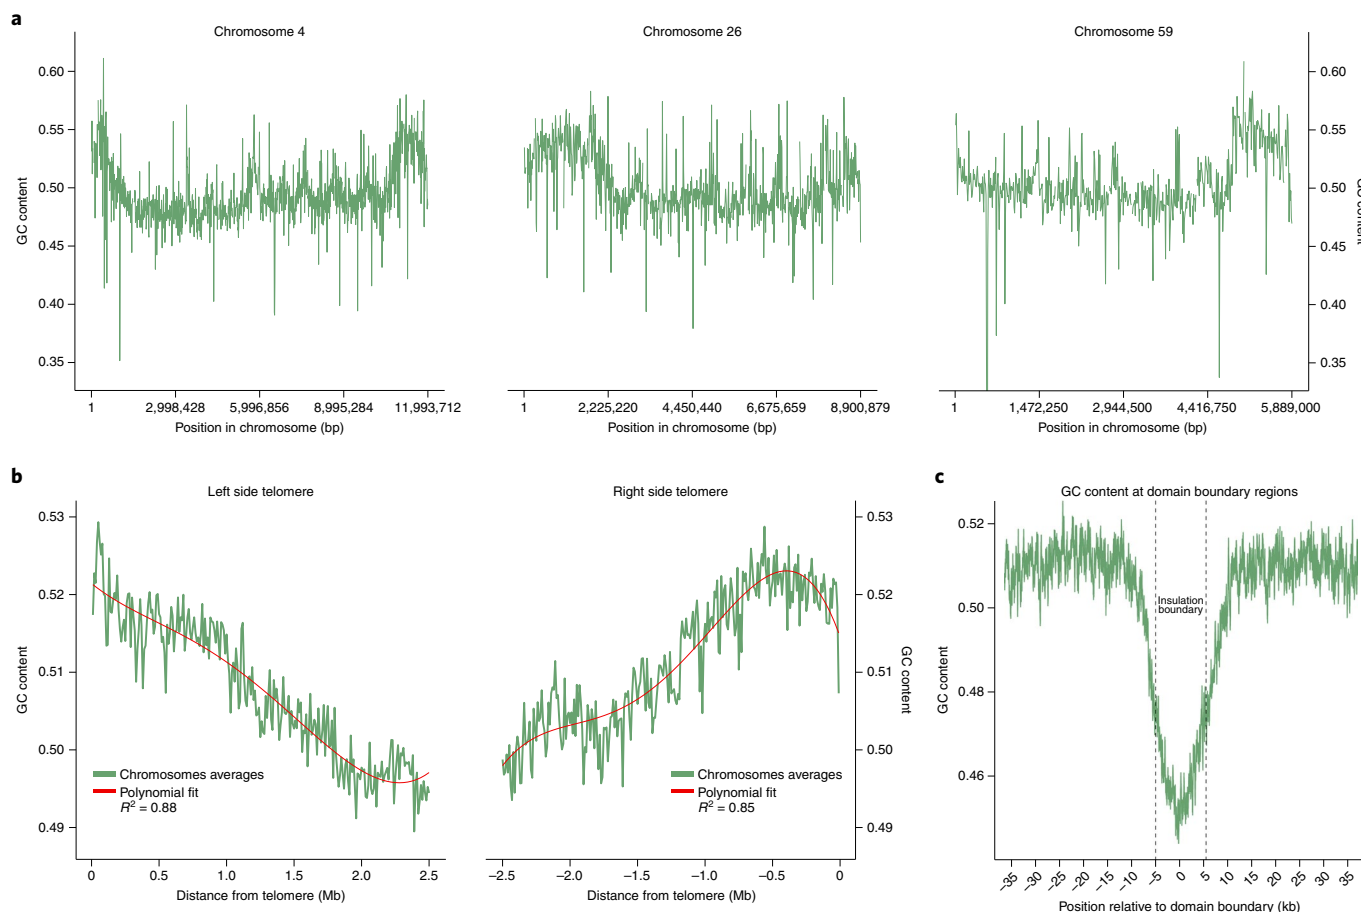 a
Chromosome 4
Chromosome 26
Chromosome 59
0.60
0.55
0.50
0.45
0.40
0.35
GC content
1
2,998,428
5,996,856
8,995,284
11,993,712
Position in chromosome (bp)
1
2,225,220
4,450,440
6,675,659
8,900,879
Position in chromosome (bp)
0.60
0.55
0.50
0.45
0.40
0.35
GC content
1
1,472,250
2,944,500
4,416,750
5,889,000
Position in chromosome (bp)
b
Left side telomere
0.53
0.52
0.51
0.50
0.49
GC content
Chromosomes averages
Polynomial fit
R² = 0.88
0
0.5
1.0
1.5
2.0
2.5
Distance from telomere (Mb)
Right side telomere
0.53
0.52
0.51
0.50
0.49
GC content
Chromosomes averages
Polynomial fit
R² = 0.85
–2.5
–2.0
–1.5
–1.0
–0.5
0
Distance from telomere (Mb)
c
GC content at domain boundary regions
0.52
0.50
0.48
0.46
GC content
Insulation
boundary
–35
–30
–25
–20
–15
–10
–5
0
5
10
15
20
25
30
35
Position relative to domain boundary (kb)